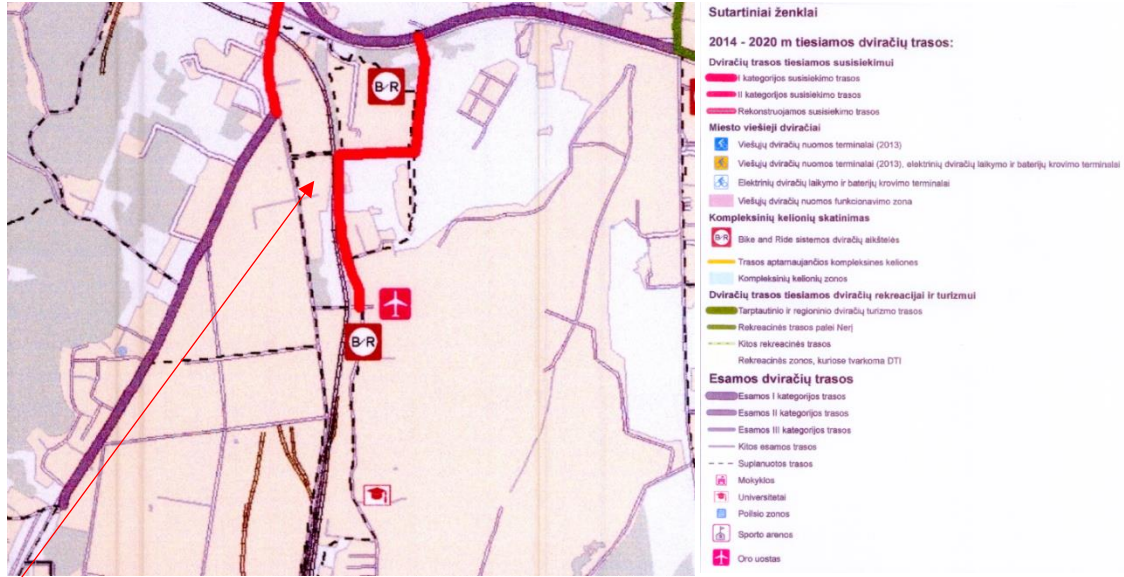 B/R
B/R
Sutartiniai ženklai
2014 - 2020 m tiesiamos dviračių trasos:
Dviračių trasos tiesiamos susisiekimui
I kategorijos susisiekimo trasos
II kategorijos susisiekimo trasos
Rekonstruojamos susisiekimo trasos
Miesto viešieji dviračiai
Viešųjų dviračių nuomos terminalai (2013)
Viešųjų dviračių nuomos terminalai (2013), elektrinių dviračių laikymo ir baterijų krovimo terminalai
Elektrinių dviračių laikymo ir baterijų krovimo terminalai
Viešųjų dviračių nuomos funkcionavimo zona
Kompleksinių kelionių skatinimas
B/R Bike and Ride sistemos dviračių aikštelės
Trasos aptarnaujančios kompleksines keliones
Kompleksinių kelionių zonos
Dviračių trasos tiesiamos dviračių rekreacijai ir turizmui
Tarptautinio ir regioninio dviračių turizmo trasos
Rekreacinės trasos palei Nerį
Kitos rekreacinės trasos
Rekreacinės zonos, kuriose tvarkoma DTI
Esamos dviračių trasos
Esamos I kategorijos trasos
Esamos II kategorijos trasos
Esamos III kategorijos trasos
Kitos esamos trasos
Suplanuotos trasos
Mokyklos
Universitetai
Poilsio zonos
Sporto arenos
Oro uostas